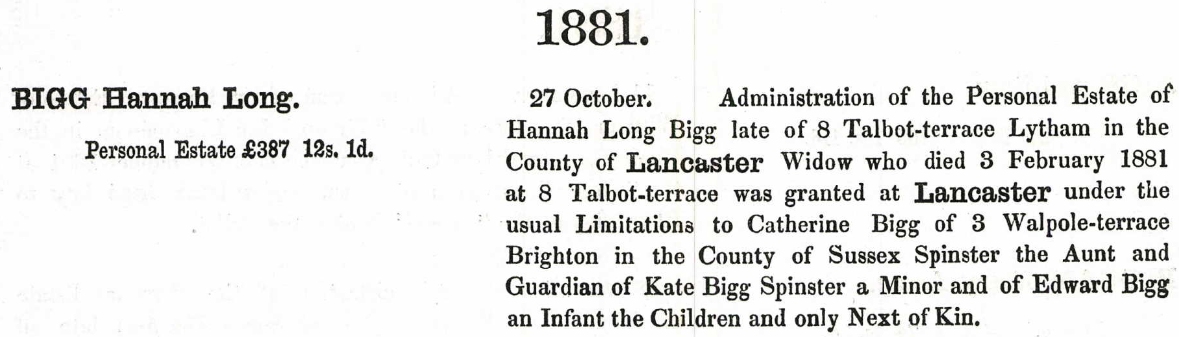 1881.
BIGG Hannah Long.
Personal Estate £387 12s. 1d.
27 October. Administration of the Personal Estate of
Hannah Long Bigg late of 8 Talbot-terrace Lytham in the
County of Lancaster Widow who died 3 February 1881
at 8 Talbot-terrace was granted at Lancaster under the
usual Limitations to Catherine Bigg of 3 Walpole-terrace
Brighton in the County of Sussex Spinster the Aunt and
Guardian of Kate Bigg Spinster a Minor and of Edward Bigg
an Infant the Children and only Next of Kin.